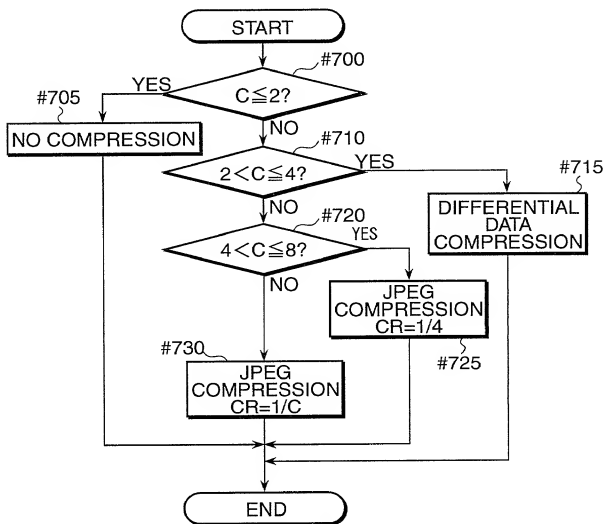 START
#700
C≦2?
YES
#705
NO COMPRESSION
NO
#710
2<C≦4?
YES
#715
DIFFERENTIAL
DATA
COMPRESSION
NO
#720
4<C≦8?
YES
JPEG
COMPRESSION
CR=1/4
#725
NO
#730
JPEG
COMPRESSION
CR=1/C
END